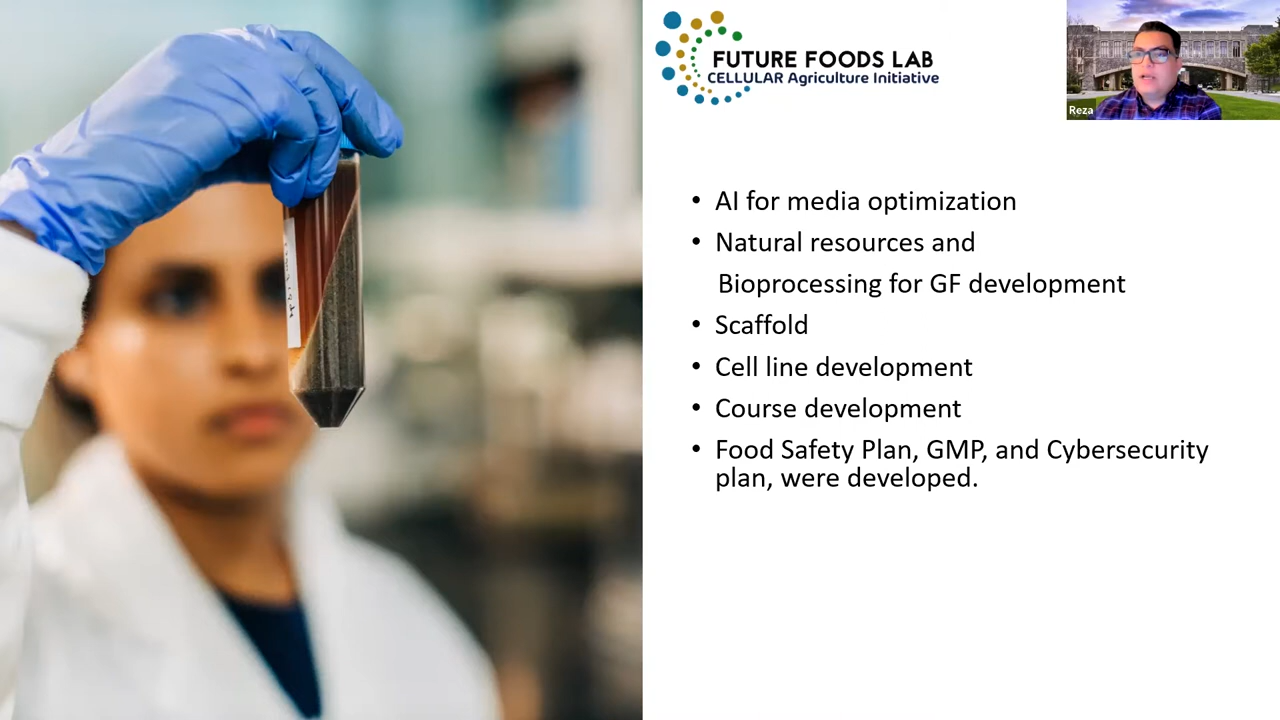 FUTURE FOODS LAB
CELLULAR Agriculture Initiative
Reza
• AI for media optimization
• Natural resources and
Bioprocessing for GF development
• Scaffold
• Cell line development
• Course development
• Food Safety Plan, GMP, and Cybersecurity
plan, were developed.